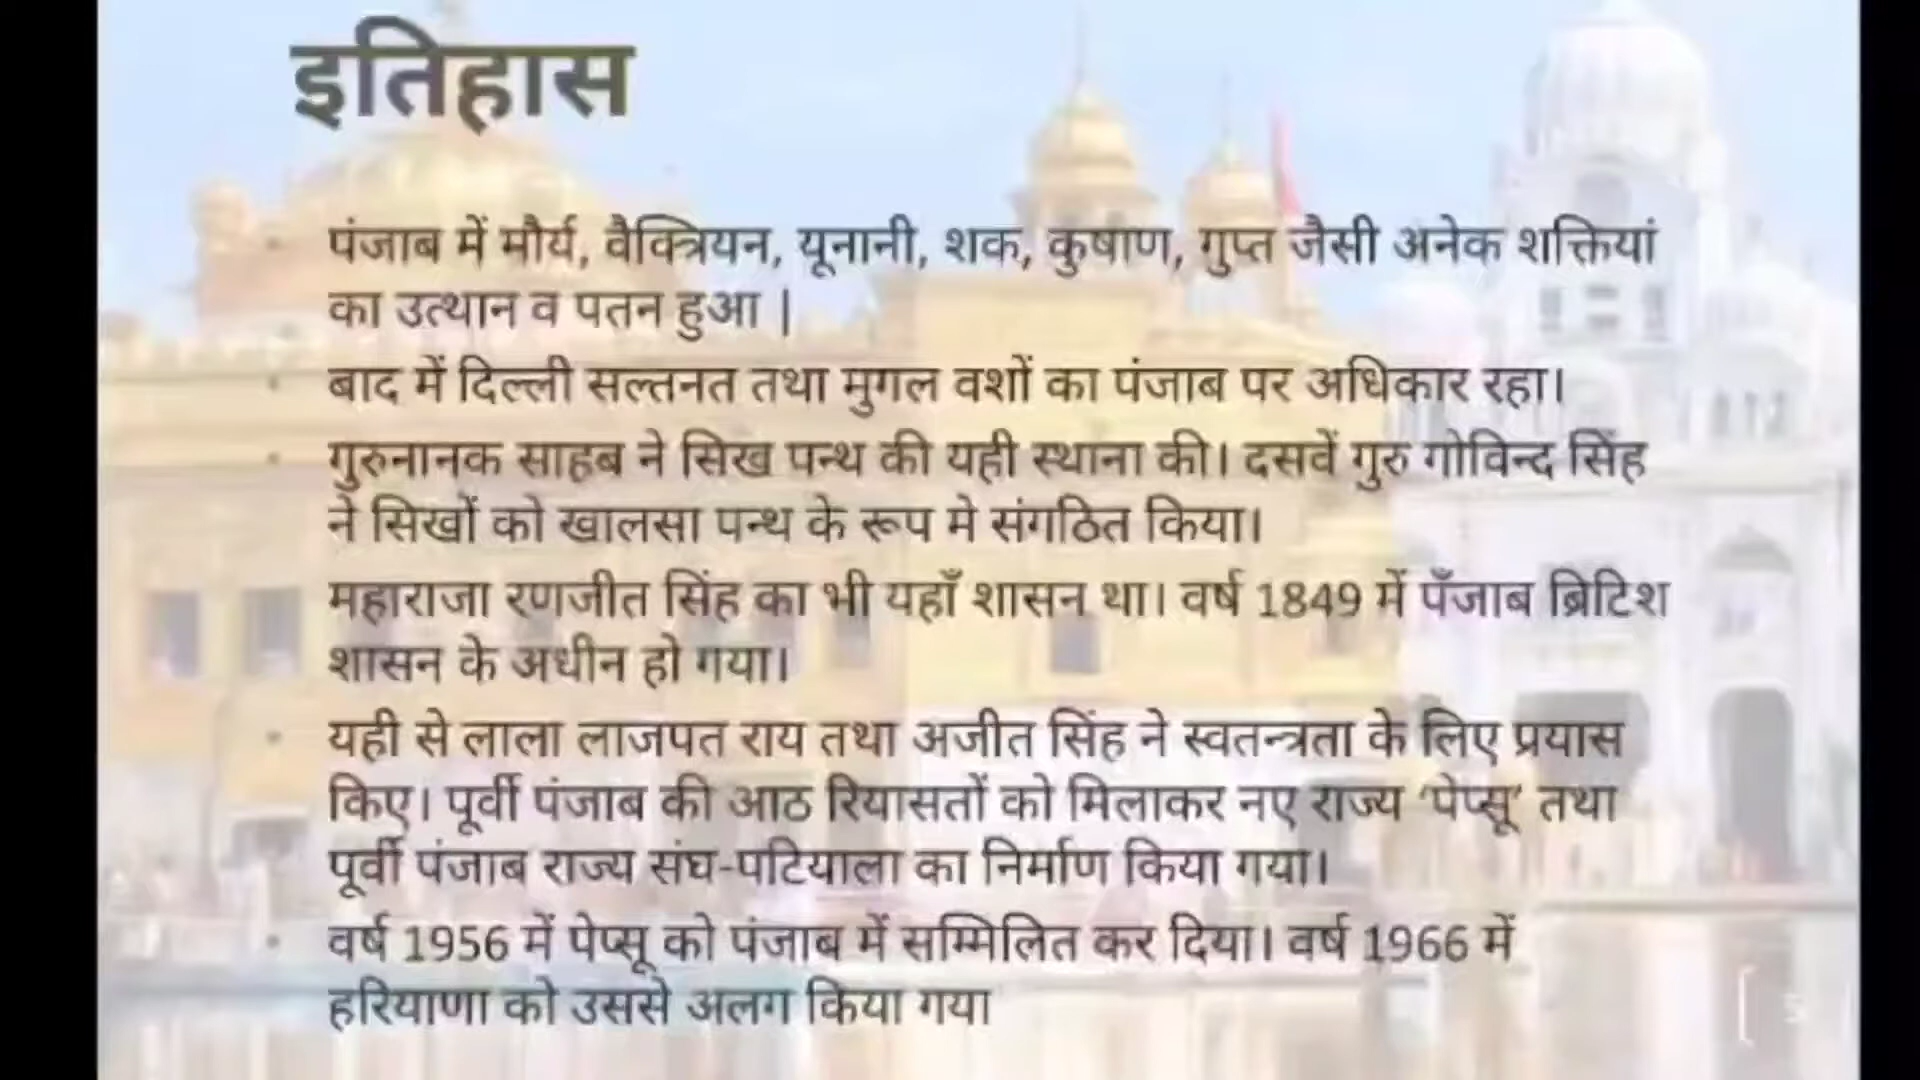 इतिहास
पंजाब में मौर्य, वैक्त्रियन, यूनानी, शक, कुषाण, गुप्त जैसी अनेक शक्तियां
का उत्थान व पतन हुआ |
बाद में दिल्ली सल्तनत तथा मुगल वशों का पंजाब पर अधिकार रहा।
गुरुनानक साहब ने सिख पन्थ की यही स्थाना की। दसवें गुरु गोविन्द सिंह
ने सिखों को खालसा पन्थ के रूप मे संगठित किया।
महाराजा रणजीत सिंह का भी यहाँ शासन था। वर्ष 1849 में पँजाब ब्रिटिश
शासन के अधीन हो गया।
यही से लाला लाजपत राय तथा अजीत सिंह ने स्वतन्त्रता के लिए प्रयास
किए। पूर्वी पंजाब की आठ रियासतों को मिलाकर नए राज्य ‘पेप्सू’ तथा
पूर्वी पंजाब राज्य संघ-पटियाला का निर्माण किया गया।
वर्ष 1956 में पेप्सू को पंजाब में सम्मिलित कर दिया। वर्ष 1966 में
हरियाणा को उससे अलग किया गया